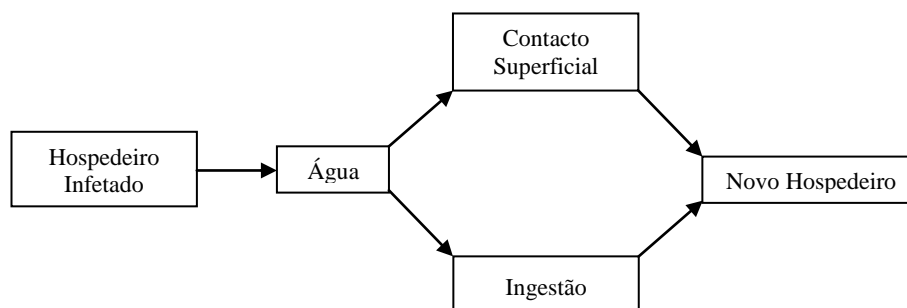 Hospedeiro
Infetado
Água
Contacto
Superficial
Ingestão
Novo Hospedeiro